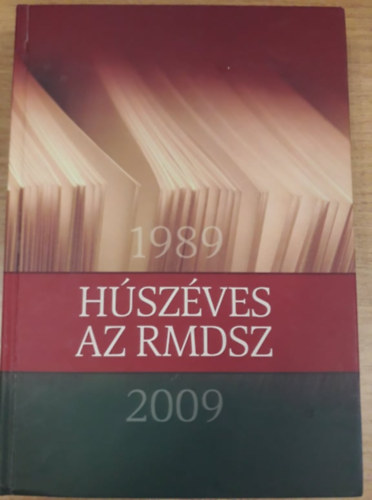 1989
HÚSZÉVES
AZ RMDSZ
2009